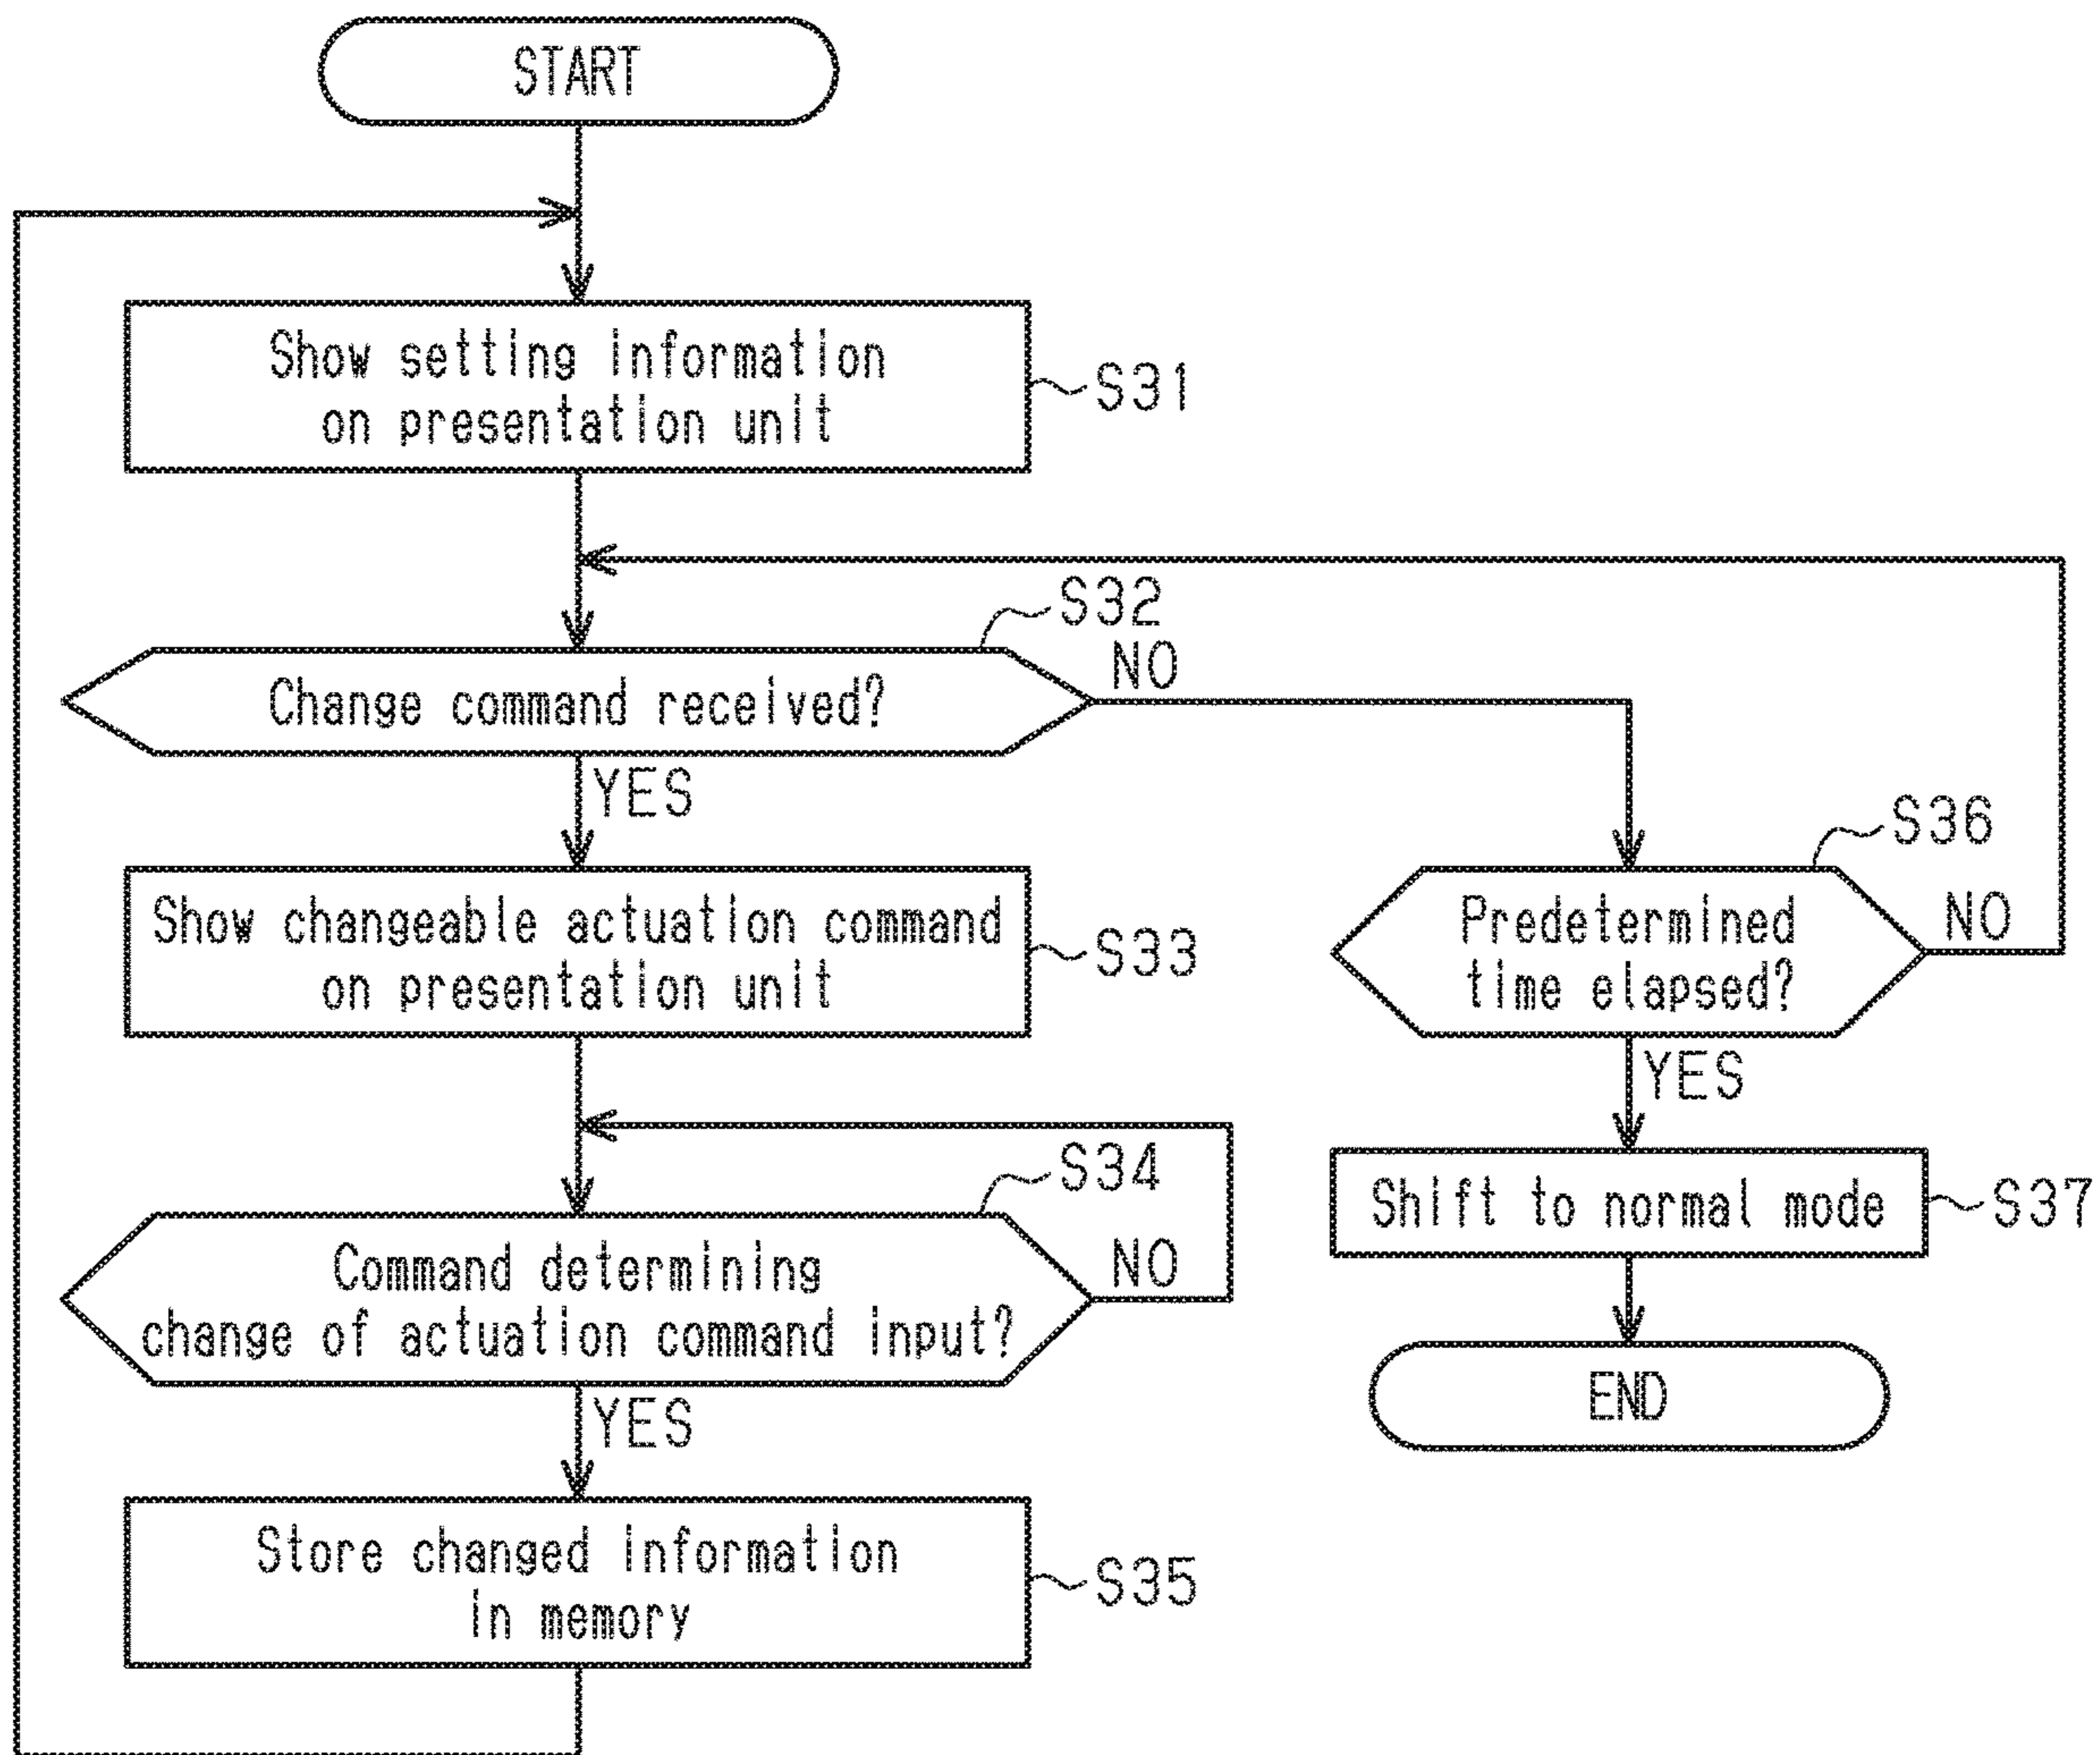 START
Show setting information
on presentation unit
S31
S32
Change command received?
NO
YES
Show changeable actuation command
on presentation unit
S33
S34
Command determining
change of actuation command input?
NO
YES
Store changed information
in memory
S35
S36
Predetermined
time elapsed?
NO
YES
Shift to normal mode
S37
END